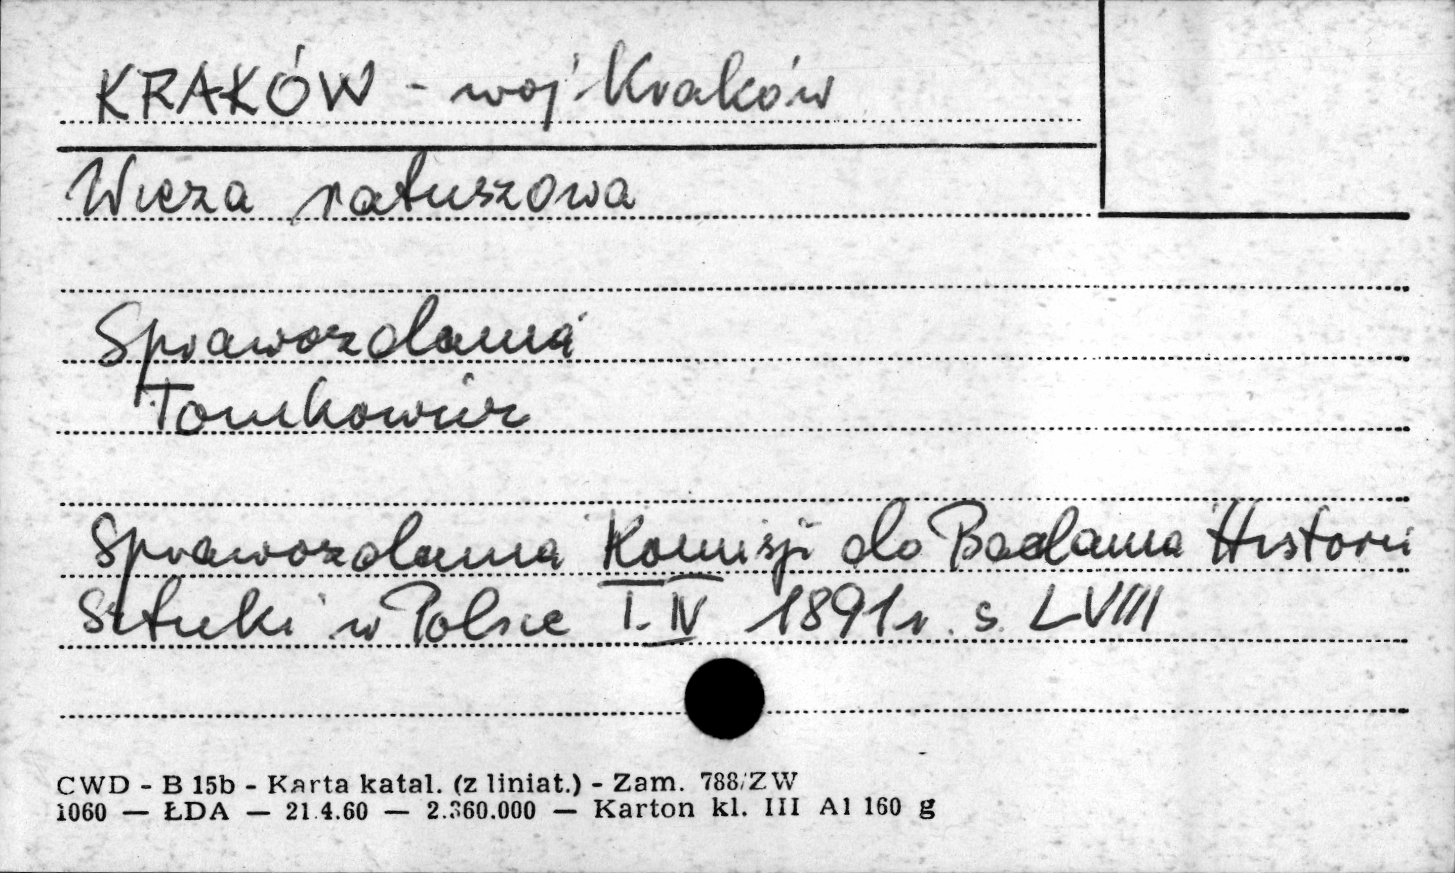 KRAKÓW - woj Kraków
Wieża ratuszowa
Sprawozdania
Tomkowicz
Sprawozdania Komisji do Badania Historii
Sztuki w Polsce T. IV 1891r. s. LVIII
CWD - B 15b - Karta katal. (z liniat.) - Zam. 788/ZW
1060 — ŁDA — 21.4.60 — 2.360.000 — Karton kl. III A1 160 g